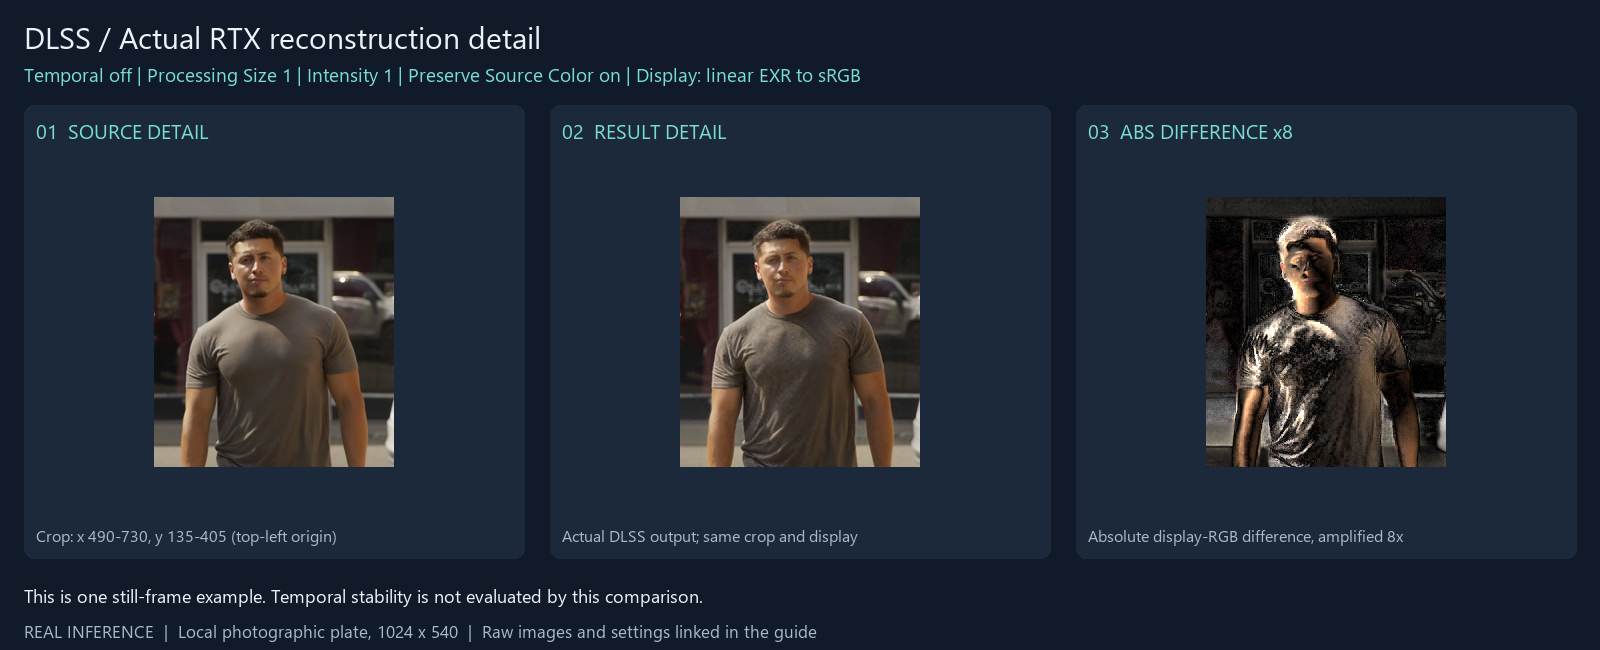 DLSS / Actual RTX reconstruction detail
Temporal off | Processing Size 1 | Intensity 1 | Preserve Source Color on | Display: linear EXR to sRGB
01 SOURCE DETAIL
02 RESULT DETAIL
03 ABS DIFFERENCE x8
Crop: x 490-730, y 135-405 (top-left origin)
Actual DLSS output; same crop and display
Absolute display-RGB difference, amplified 8x
This is one still-frame example. Temporal stability is not evaluated by this comparison.
REAL INFERENCE | Local photographic plate, 1024 x 540 | Raw images and settings linked in the guide